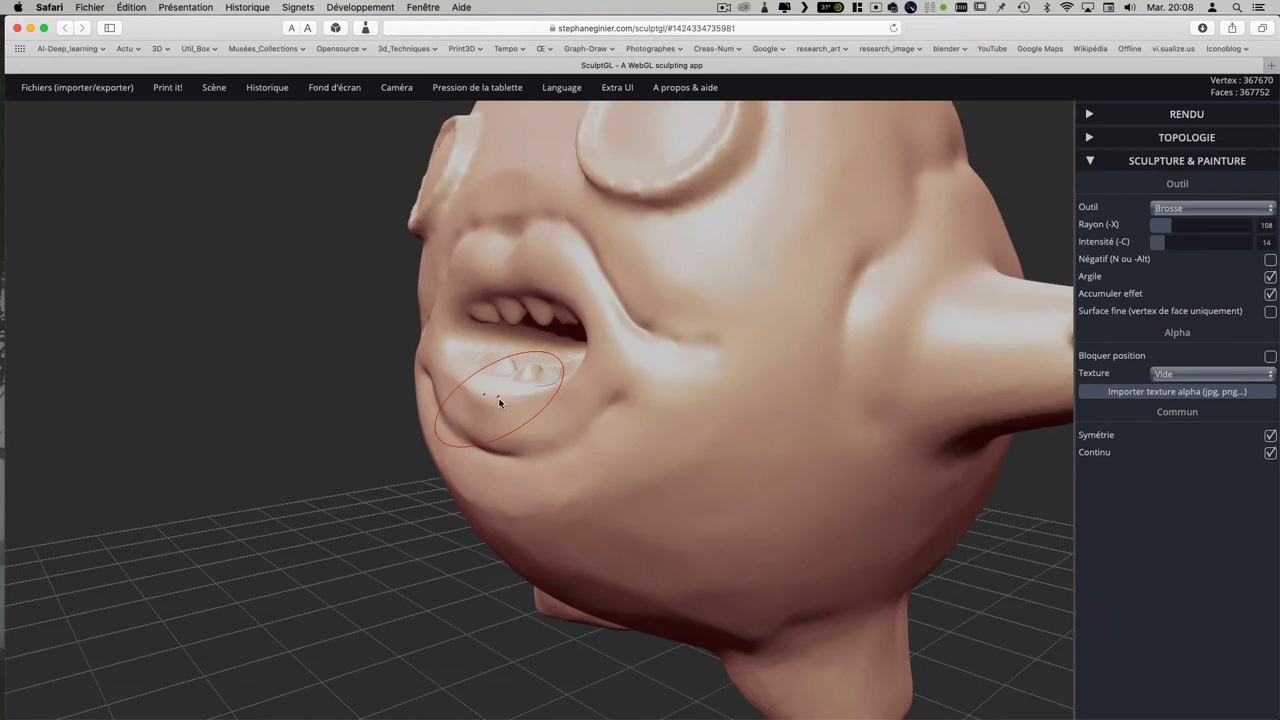 Safari Fichier Édition Présentation Historique Signets Développement Fenêtre Aide 31° Mar. 20:08
A A stephaneginier.com/sculptgl/#1424334735981
AI-Deep_learning Actu 3D Util_Box Musées_Collections Opensource 3d_Techniques Print3D Tempo Œ Graph-Draw Photographes Creas-Num Google research_art research_image blender YouTube Google Maps Wikipédia Offline vi.sualize.us Iconoblog
SculptGL - A WebGL sculpting app
Fichiers (importer/exporter) Print it! Scène Historique Fond d'écran Caméra Pression de la tablette Language Extra UI A propos & aide
Vertex : 367670
Faces : 367752
RENDU
TOPOLOGIE
SCULPTURE & PAINTURE
Outil
Outil Brosse
Rayon (-X) 108
Intensité (-C) 14
Négatif (N ou -Alt)
Argile
Accumuler effet
Surface fine (vertex de face uniquement)
Alpha
Bloquer position
Texture Vide
Importer texture alpha (jpg, png...)
Commun
Symétrie
Continu